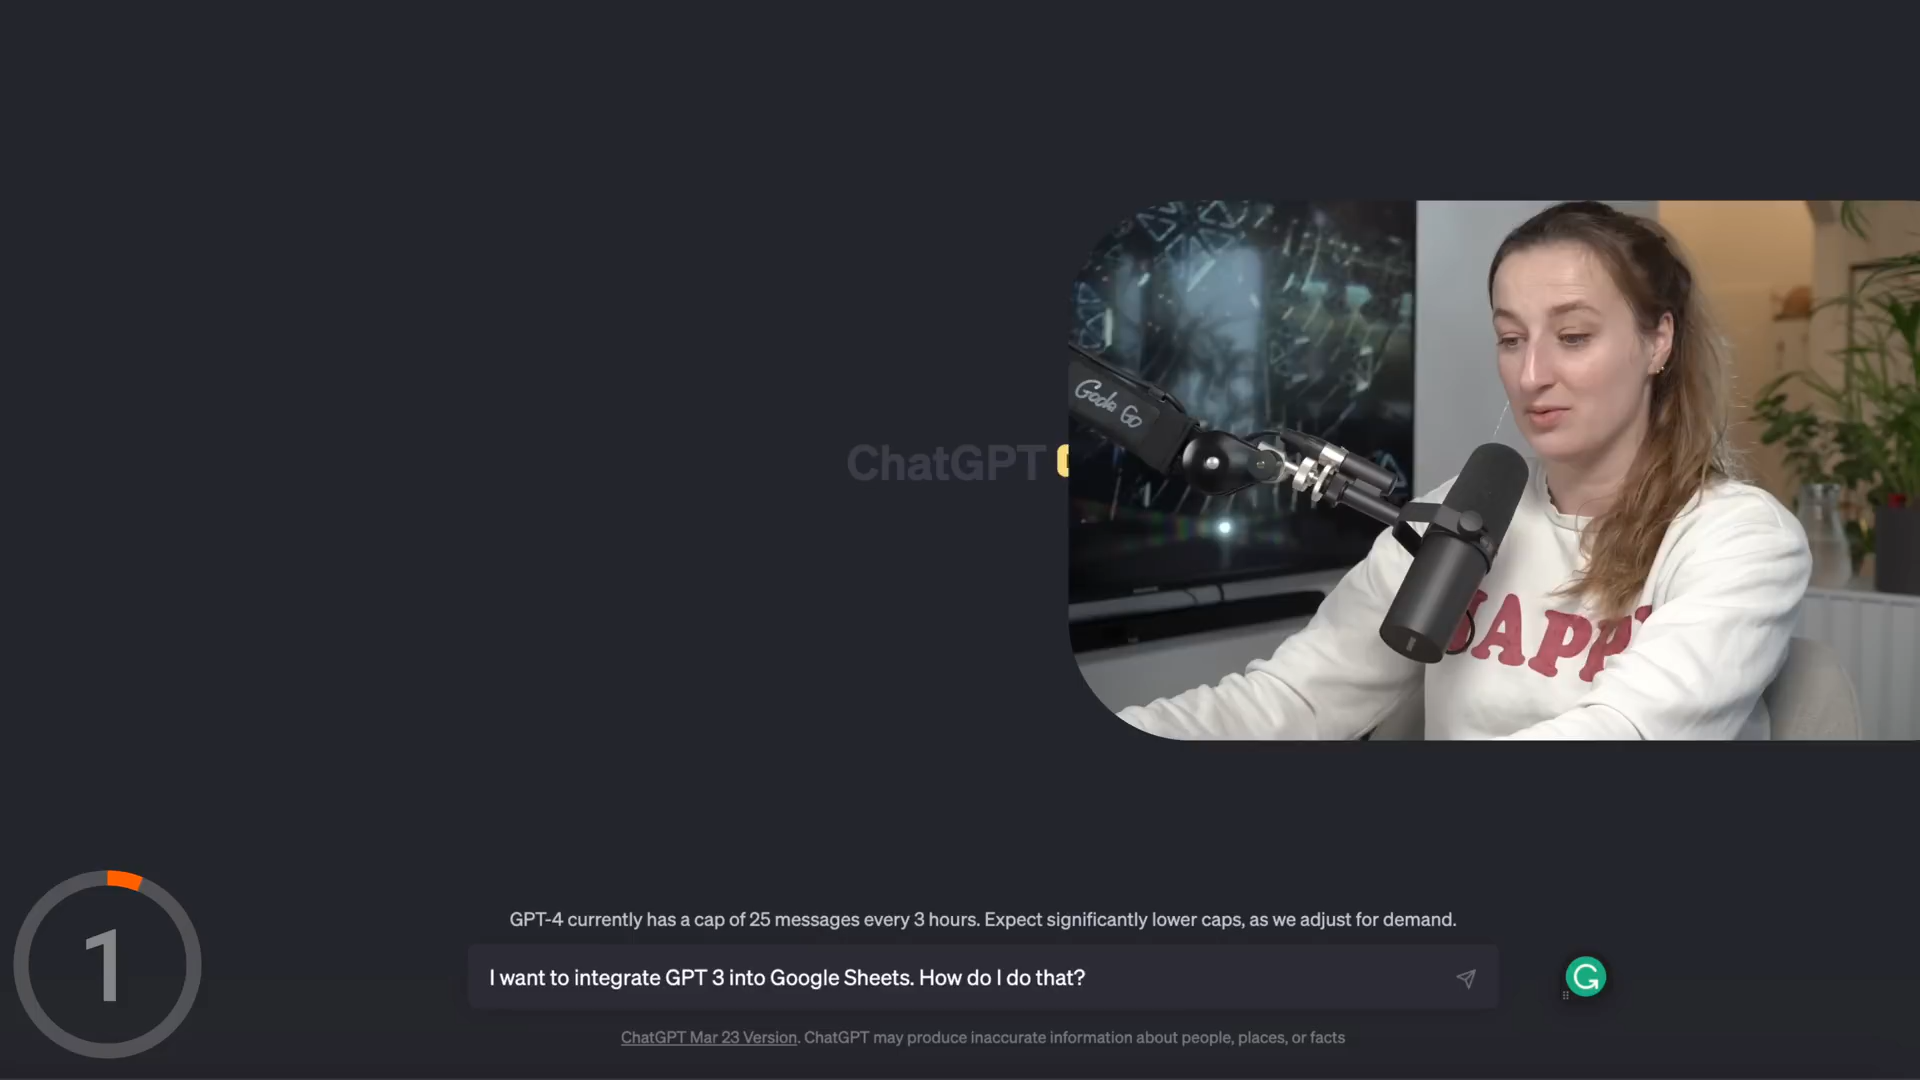 Goda Go
ChatGPT
HAPP
GPT-4 currently has a cap of 25 messages every 3 hours. Expect significantly lower caps, as we adjust for demand.
I want to integrate GPT 3 into Google Sheets. How do I do that?
1
ChatGPT Mar 23 Version. ChatGPT may produce inaccurate information about people, places, or facts